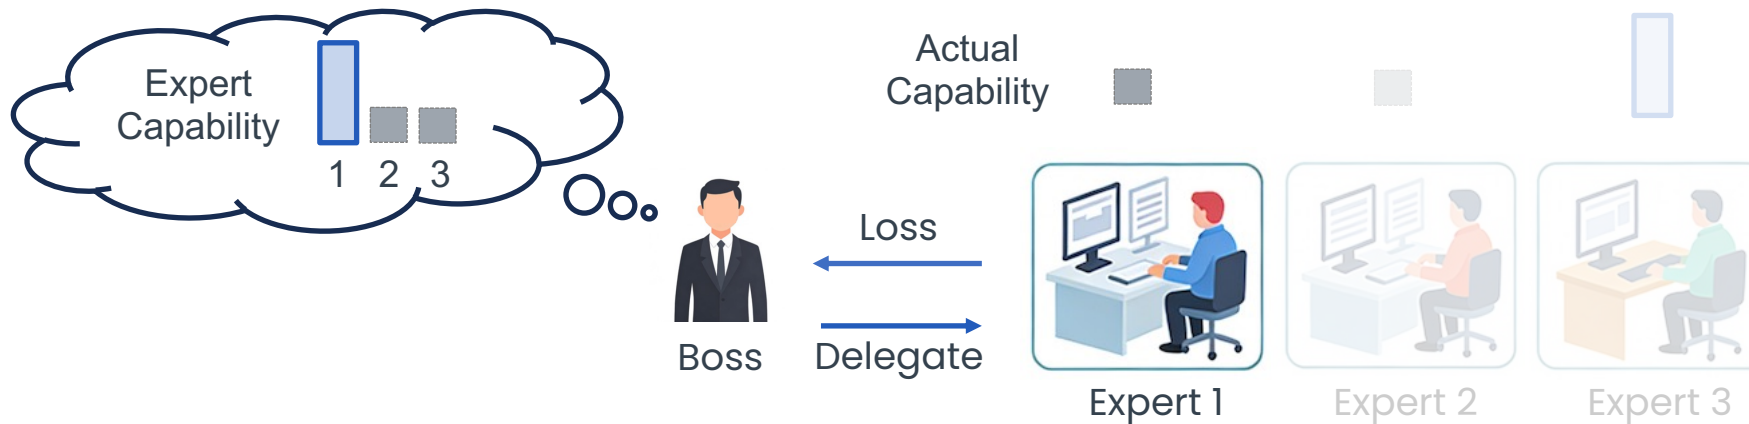 Expert
Capability
1 2 3
Actual
Capability
Loss
Boss
Delegate
Expert 1
Expert 2
Expert 3